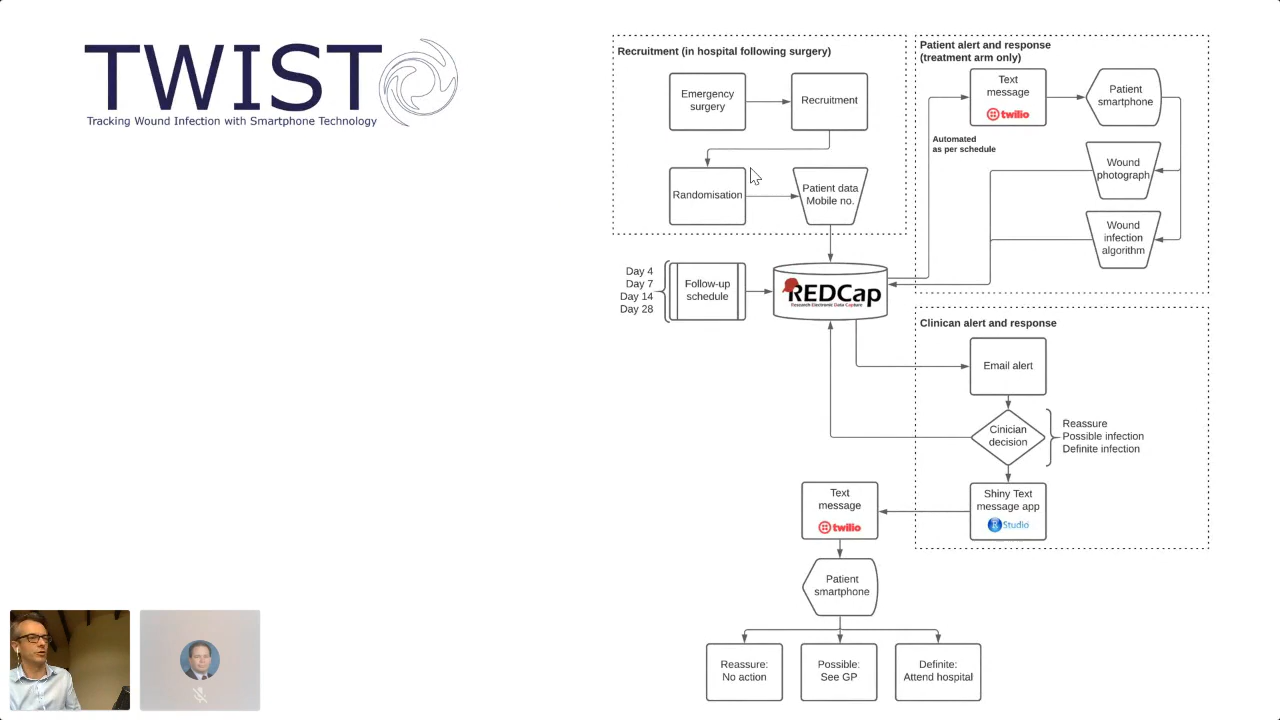 TWIST
Tracking Wound Infection with Smartphone Technology
Recruitment (in hospital following surgery)
Emergency
surgery
Recruitment
Randomisation
Patient data
Mobile no.
Patient alert and response
(treatment arm only)
Text
message
twilio
Patient
smartphone
Automated
as per schedule
Wound
photograph
Wound
infection
algorithm
Day 4
Day 7
Day 14
Day 28
Follow-up
schedule
REDCap
Research Electronic Data Capture
Clinican alert and response
Email alert
Cinician
decision
Reassure
Possible infection
Definite infection
Shiny Text
message app
R Studio
Text
message
twilio
Patient
smartphone
Reassure:
No action
Possible:
See GP
Definite:
Attend hospital